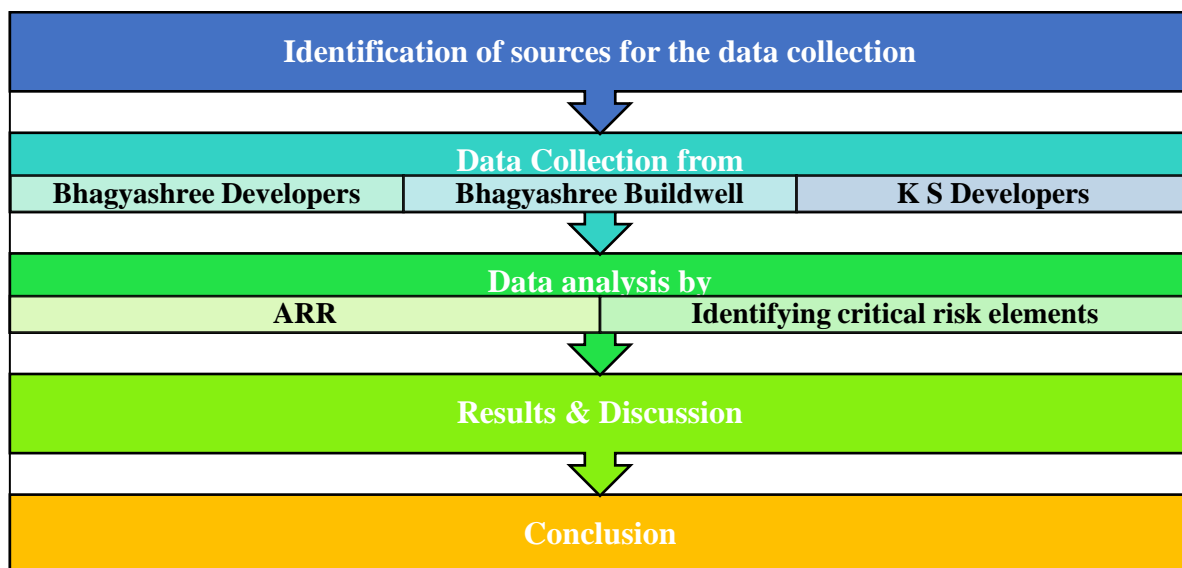 Identification of sources for the data collection
Data Collection from
Bhagyashree Developers Bhagyashree Buildwell K S Developers
Data analysis by
ARR Identifying critical risk elements
Results & Discussion
Conclusion